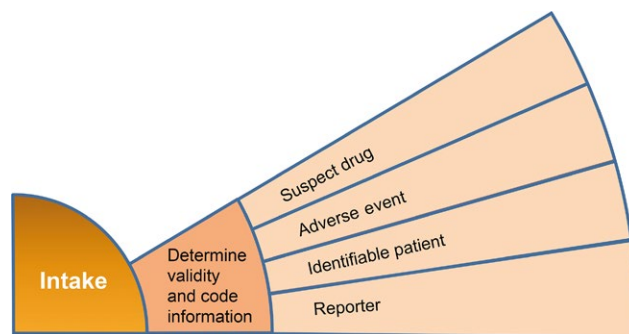 Intake
Determine
validity
and code
information
Suspect drug
Adverse event
Identifiable patient
Reporter